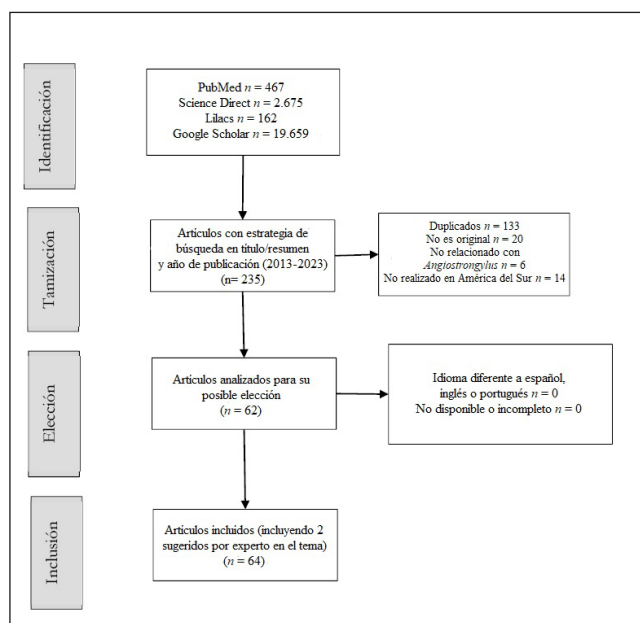 Identificación
PubMed n = 467
Science Direct n = 2.675
Lilacs n = 162
Google Scholar n = 19.659
Tamización
Artículos con estrategia de
búsqueda en título/resumen
y año de publicación (2013-2023)
(n= 235)
Duplicados n = 133
No es original n = 20
No relacionado con
Angiostrongylus n = 6
No realizado en América del Sur n = 14
Elección
Artículos analizados para su
posible elección
(n = 62)
Idioma diferente a español,
inglés o portugués n = 0
No disponible o incompleto n = 0
Inclusión
Artículos incluidos (incluyendo 2
sugeridos por experto en el tema)
(n = 64)